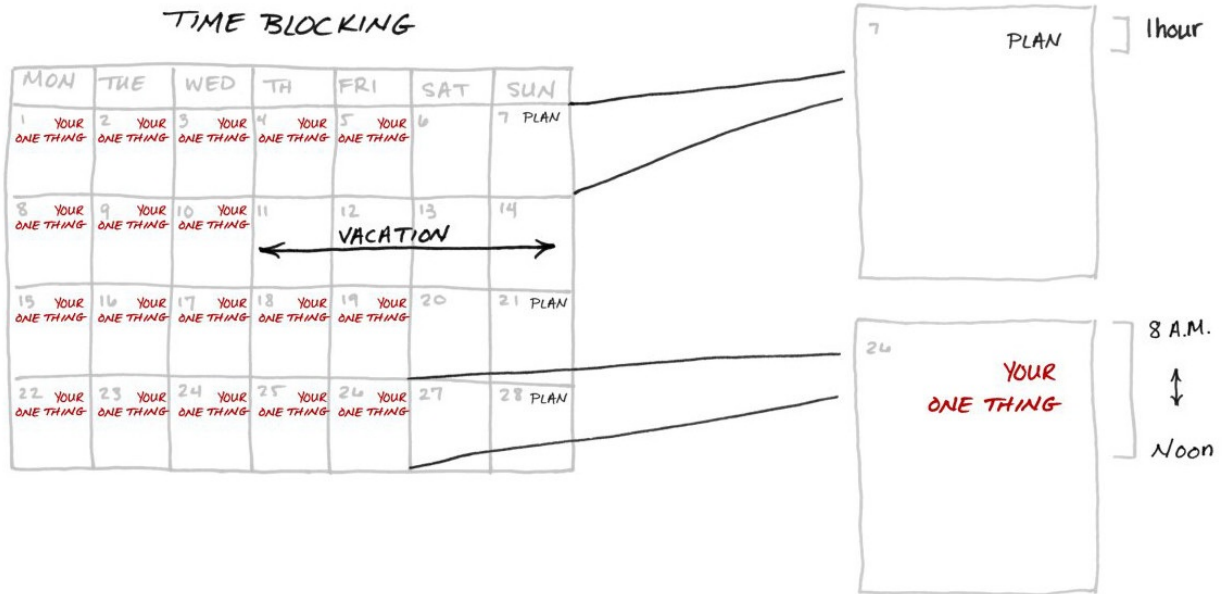 TIME BLOCKING
MON TUE WED TH FRI SAT SUN
1 YOUR 2 YOUR 3 YOUR 4 YOUR 5 YOUR 6 7 PLAN
ONE THING ONE THING ONE THING ONE THING ONE THING
8 YOUR 9 YOUR 10 YOUR 11 12 13 14
ONE THING ONE THING ONE THING
VACATION
15 YOUR 16 YOUR 17 YOUR 18 YOUR 19 YOUR 20 21 PLAN
ONE THING ONE THING ONE THING ONE THING ONE THING
22 YOUR 23 YOUR 24 YOUR 25 YOUR 26 YOUR 27 28 PLAN
ONE THING ONE THING ONE THING ONE THING ONE THING
7
PLAN
1 hour
26
YOUR
ONE THING
8 A.M.
Noon